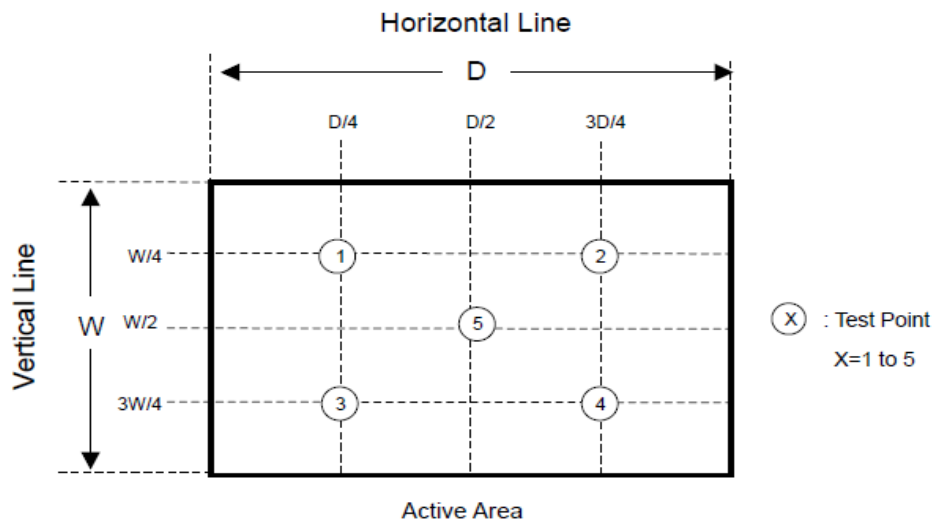 Horizontal Line
D
D/4 D/2 3D/4
Vertical Line
W
W/4
1 2
W/2
5
X : Test Point
X=1 to 5
3W/4
3 4
Active Area